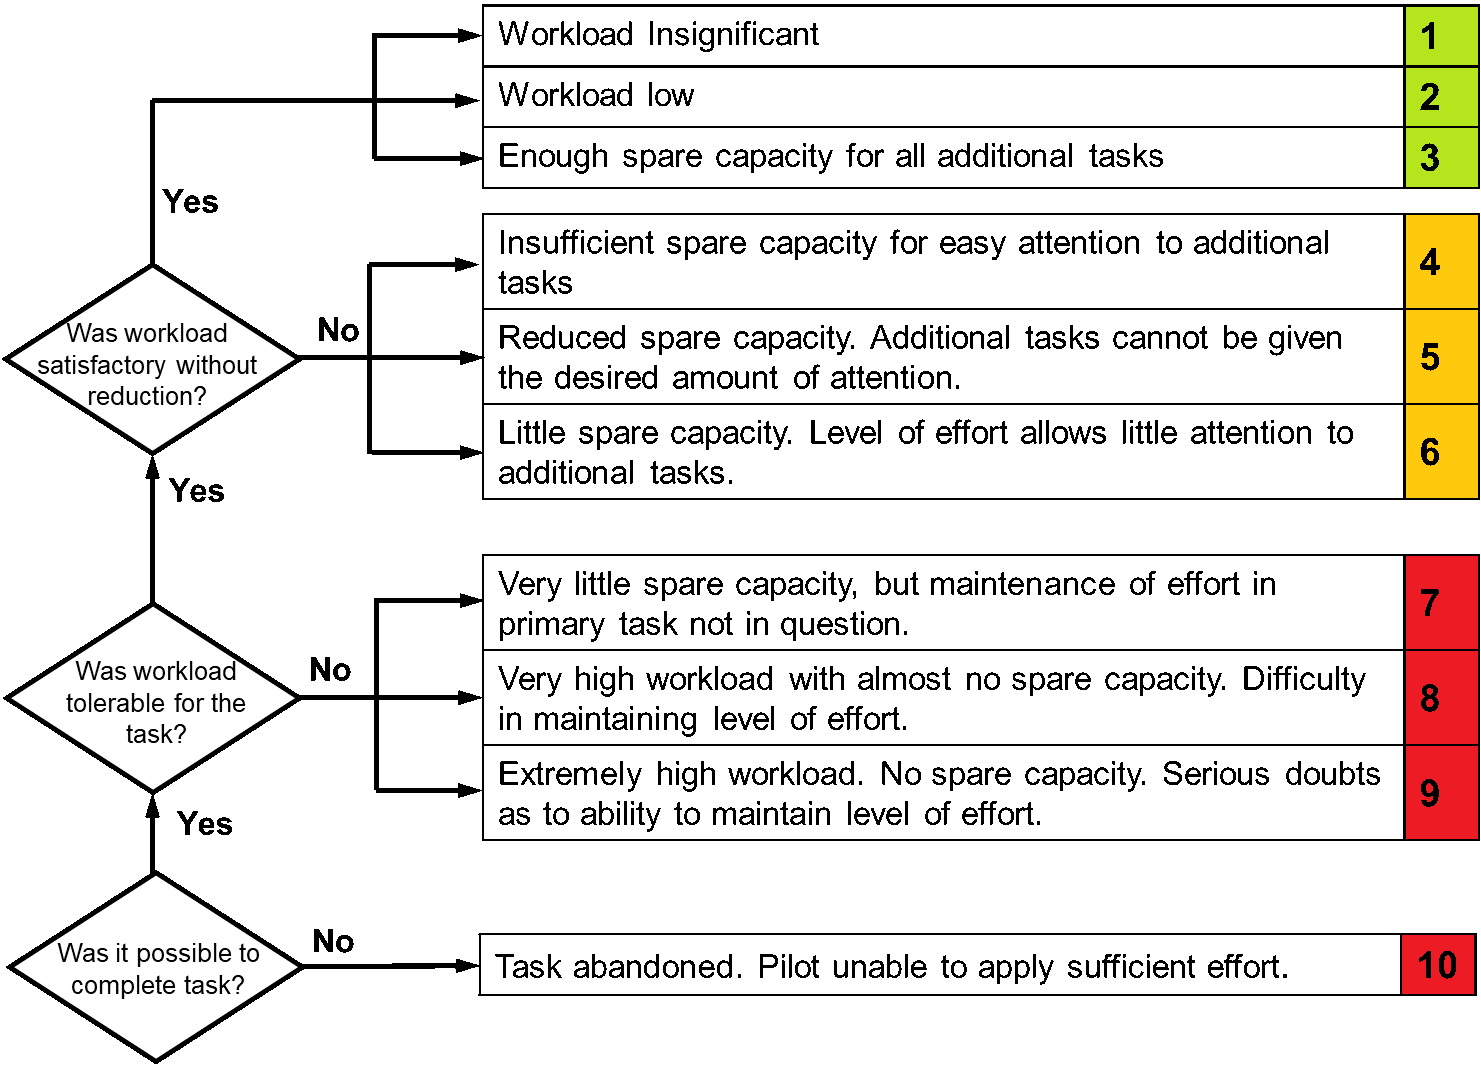 Workload Insignificant
1
Workload low
2
Enough spare capacity for all additional tasks
3
Yes
Insufficient spare capacity for easy attention to additional
tasks
4
Was workload
satisfactory without
reduction?
No
Reduced spare capacity. Additional tasks cannot be given
the desired amount of attention.
5
Little spare capacity. Level of effort allows little attention to
additional tasks.
6
Yes
Very little spare capacity, but maintenance of effort in
primary task not in question.
7
Was workload
tolerable for the
task?
No
Very high workload with almost no spare capacity. Difficulty
in maintaining level of effort.
8
Extremely high workload. No spare capacity. Serious doubts
as to ability to maintain level of effort.
9
Yes
Was it possible to
complete task?
No
Task abandoned. Pilot unable to apply sufficient effort.
10